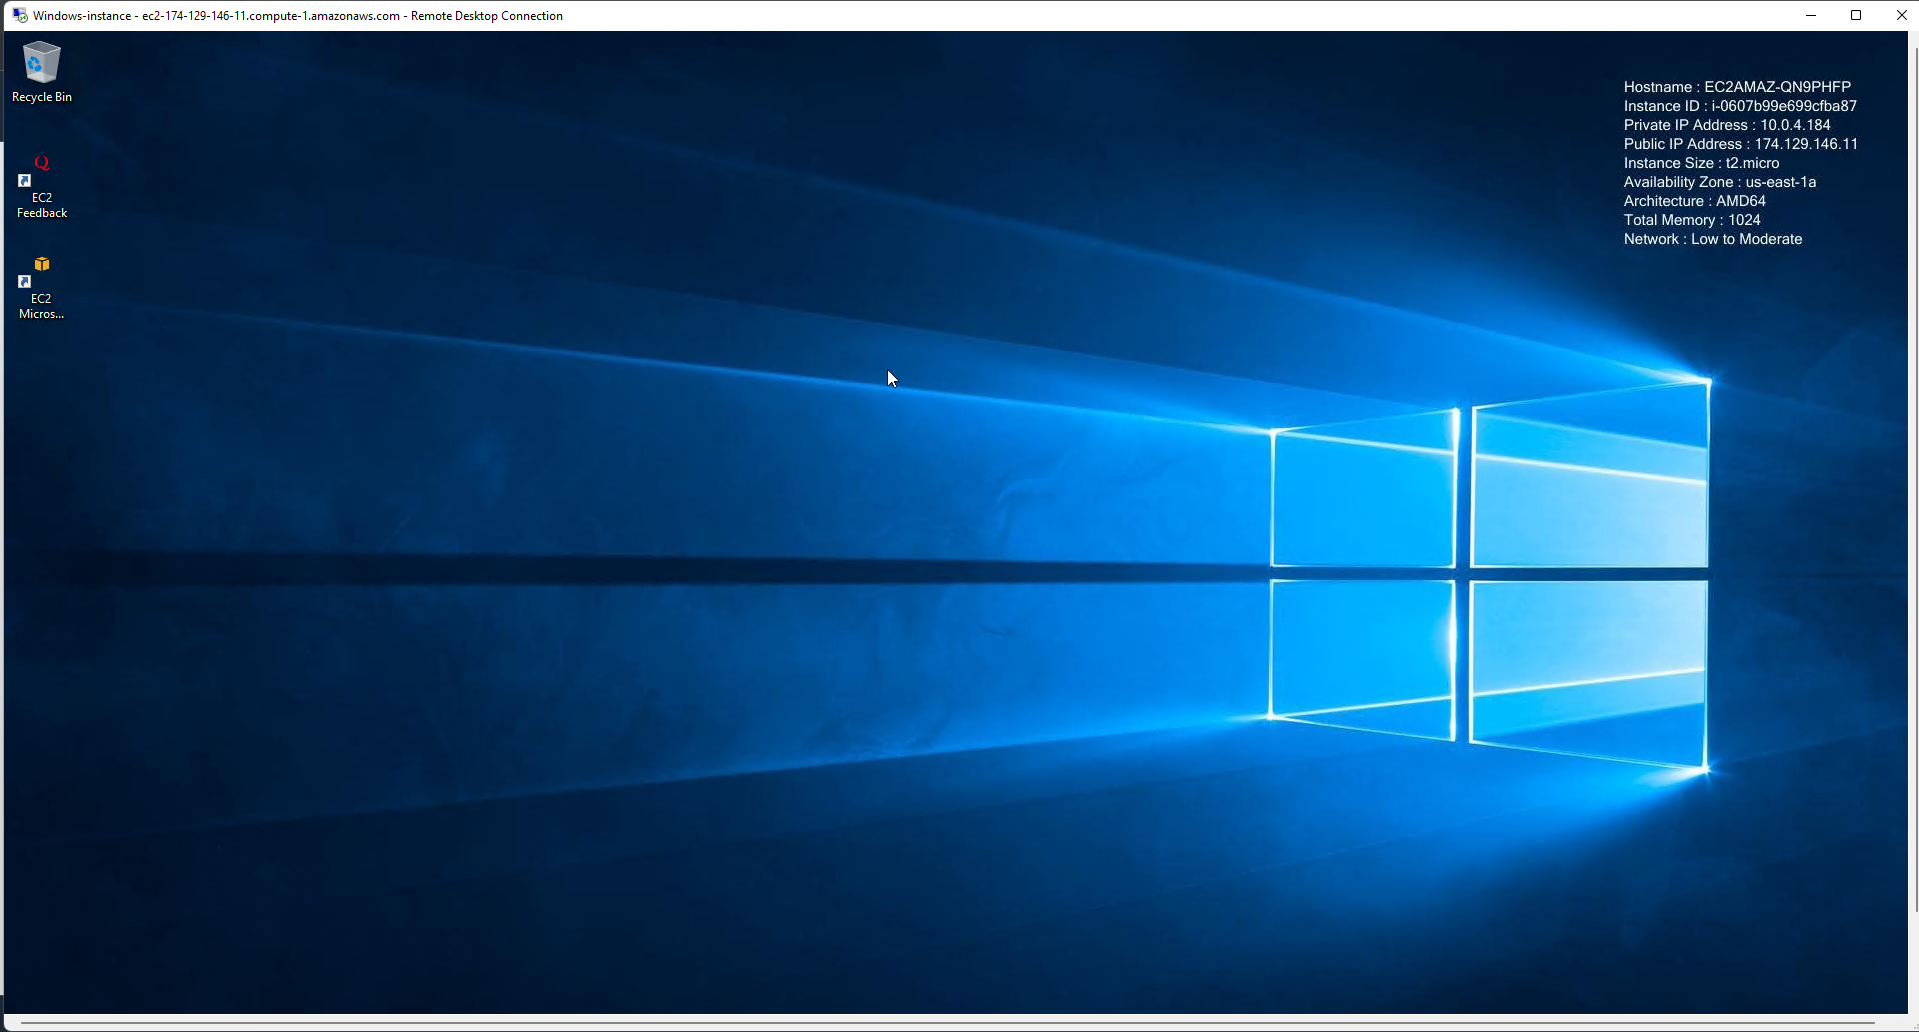 Windows-instance - ec2-174-129-146-11.compute-1.amazonaws.com - Remote Desktop Connection
Recycle Bin
EC2
Feedback
EC2
Micros...
Hostname : EC2AMAZ-QN9PHFP
Instance ID : i-0607b99e699cfba87
Private IP Address : 10.0.4.184
Public IP Address : 174.129.146.11
Instance Size : t2.micro
Availability Zone : us-east-1a
Architecture : AMD64
Total Memory : 1024
Network : Low to Moderate